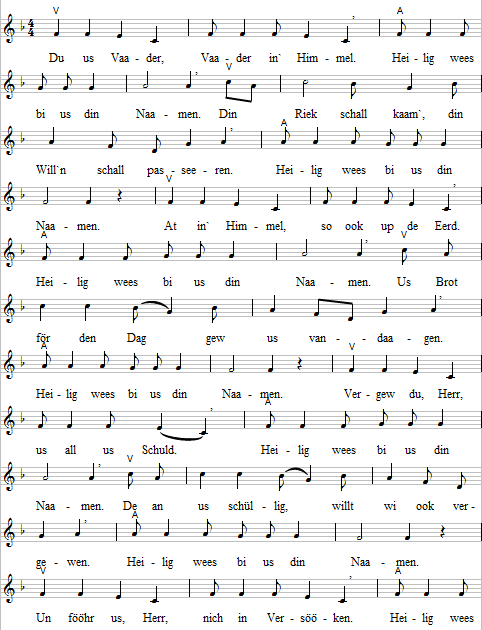 V A
Du us Vaa - der, Vaa - der in` Him - mel. Hei - lig wees
V
bi us din Naa - men. Din Riek schall kaam`, din
A
Will`n schall pas - see - ren. Hei - lig wees bi us din
V
Naa - men. At in` Him - mel, so ook up de Eerd.
A V
Hei - lig wees bi us din Naa - men. Us Brot
för den Dag gew us van - daa - gen.
A V
Hei - lig wees bi us din Naa - men. Ver - gew du, Herr,
A
us all us Schuld. Hei - lig wees bi us din
V
Naa - men. De an us schül - lig, willt wi ook ver -
A
ge - wen. Hei - lig wees bi us din Naa - men.
V A
Un fööhr us, Herr, nich in Ver - söö - ken. Hei - lig wees